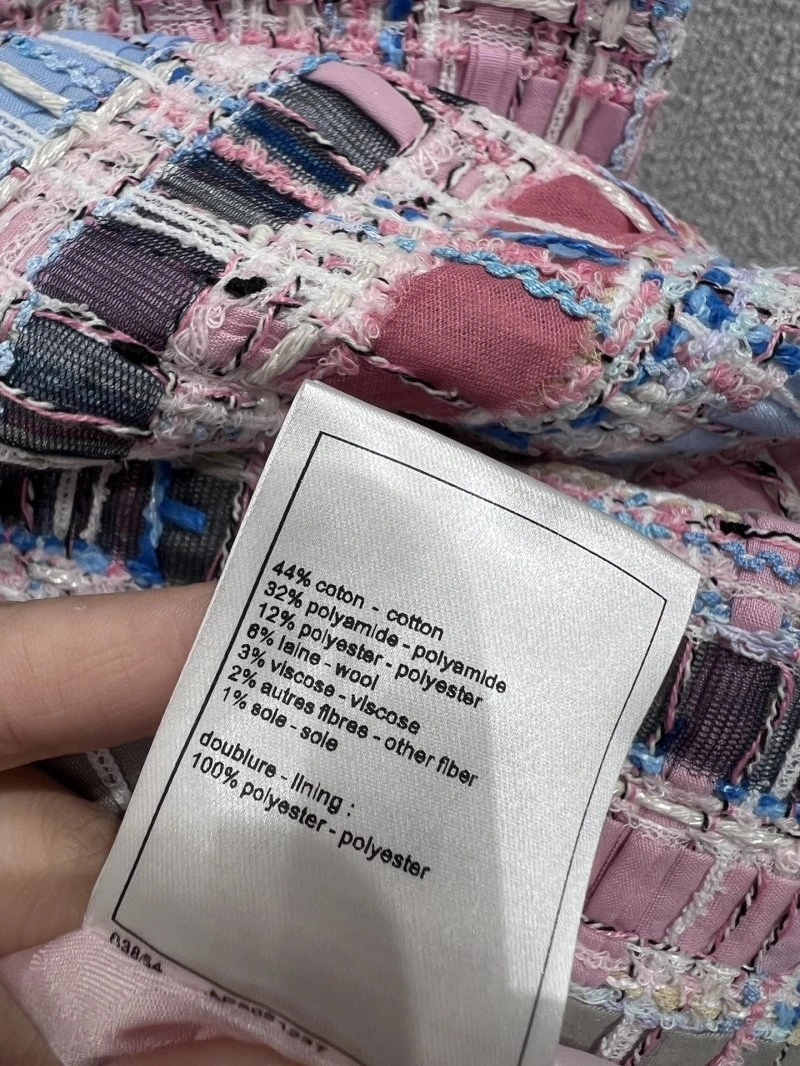 44% coton - cotton
32% polyamide - polyamide
12% polyester - polyester
6% laine - wool
3% viscose - viscose
2% autres fibres - other fiber
1% soie - soie
doublure - lining :
100% polyester - polyester